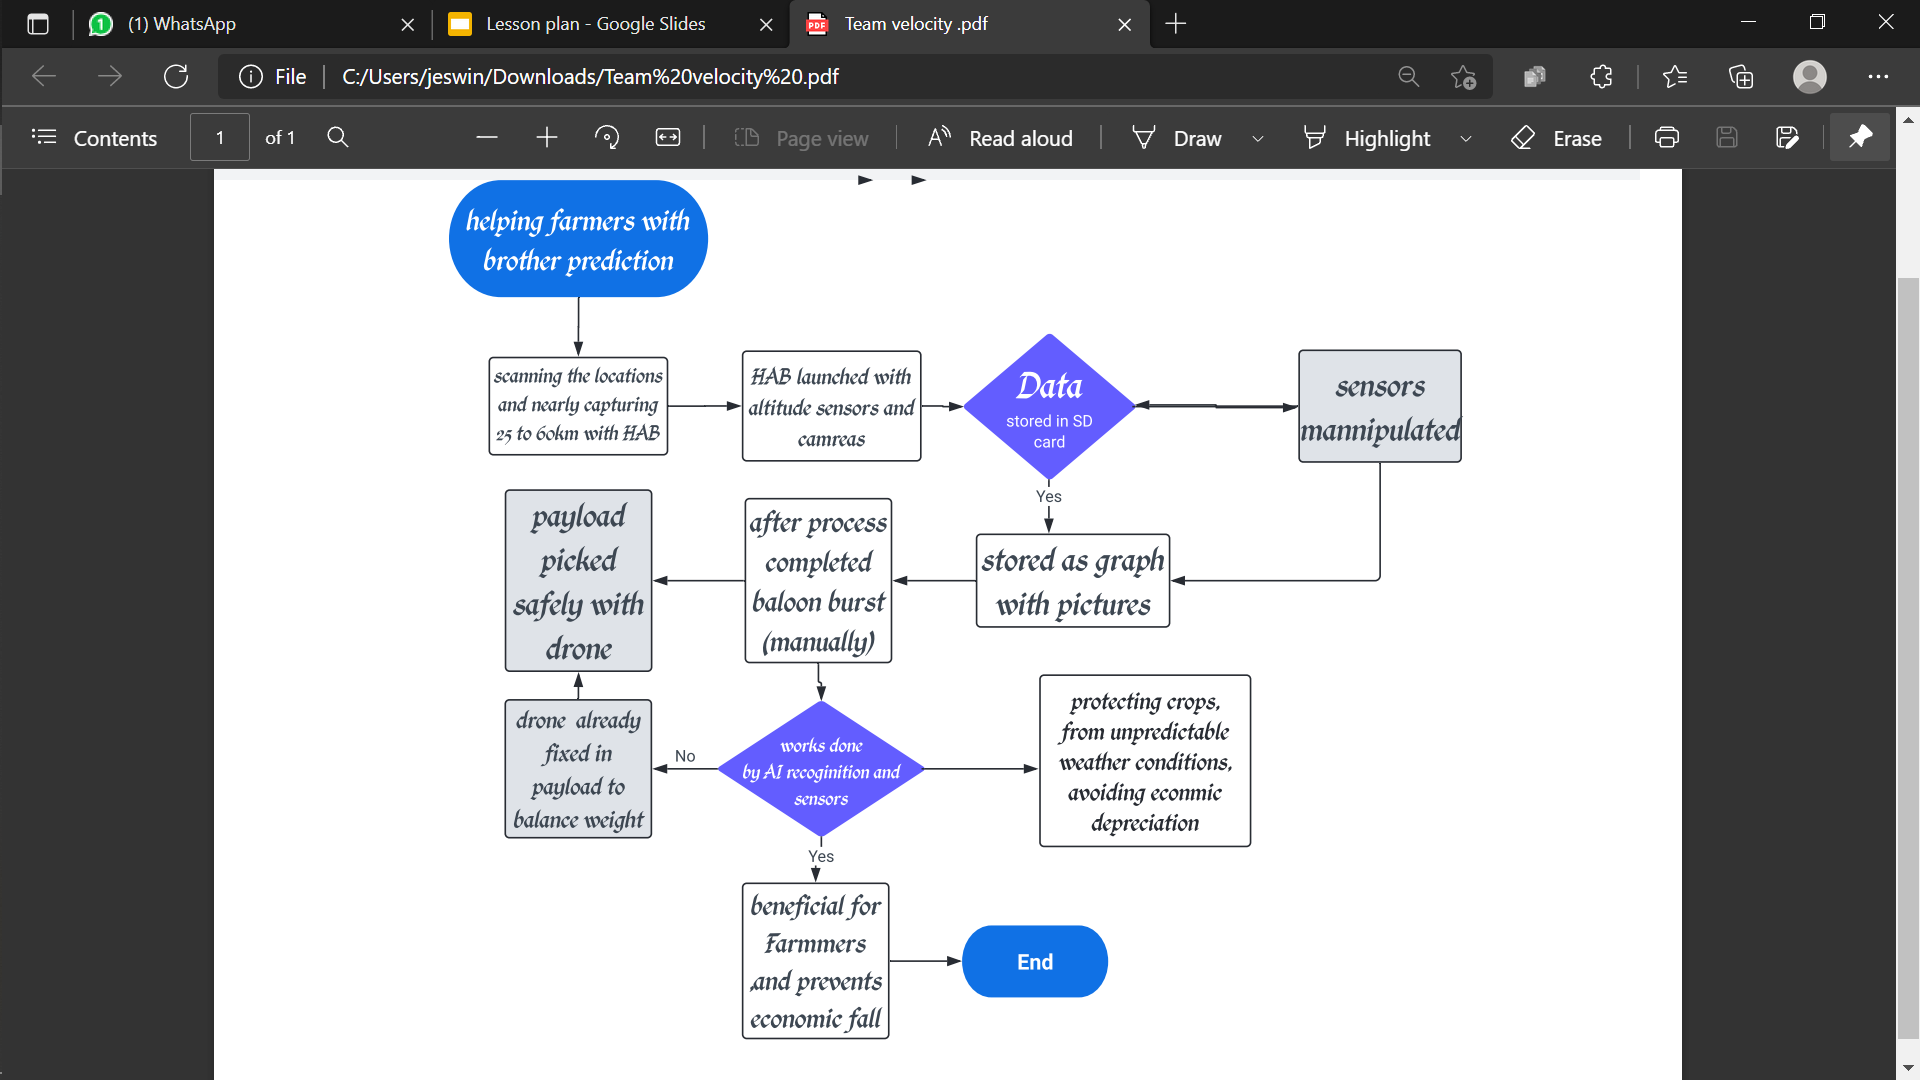 (1) WhatsApp
Lesson plan - Google Slides
Team velocity .pdf
File
C:/Users/jeswin/Downloads/Team%20velocity%20.pdf
Contents
1
of 1
Page view
Read aloud
Draw
Highlight
Erase
helping farmers with
brother prediction
scanning the locations
and nearly capturing
25 to 60km with HAB
HAB launched with
altitude sensors and
camreas
Data
stored in SD
card
sensors
mannipulated
Yes
payload
picked
safely with
drone
after process
completed
baloon burst
(manually)
stored as graph
with pictures
drone already
fixed in
payload to
balance weight
No
works done
by AI recoginition and
sensors
protecting crops,
from unpredictable
weather conditions,
avoiding econmic
depreciation
Yes
beneficial for
Farmmers
,and prevents
economic fall
End